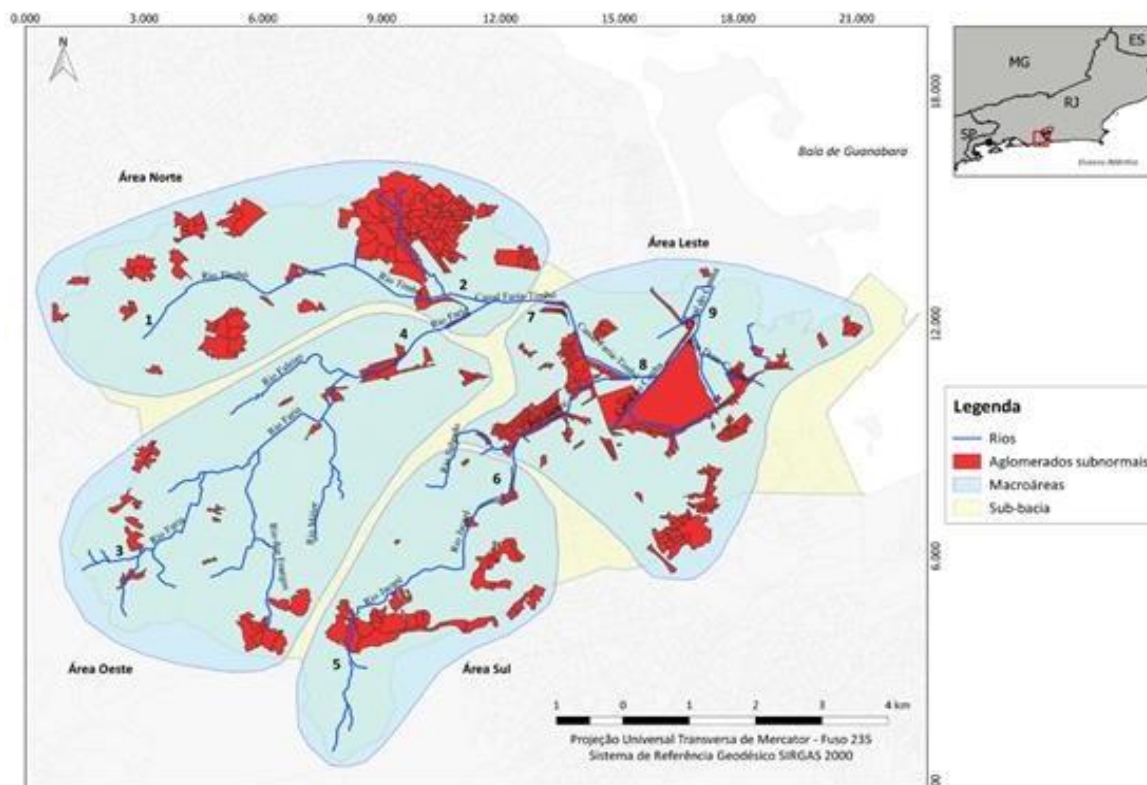 0.000 3.000 6.000 9.000 12.000 15.000 18.000 21.000
N
MG
ES
RJ
SP
18.000
Baía de Guanabara
Área Norte
Área Leste
Rio Timbó
2
Canal Faria-Timbó
1
Rio Faria
7
9
12.000
4
8
Rio Faria
Legenda
Rios
Aglomerados subnormais
Macroáreas
Sub-bacia
6
Rio Jacaré
3
Rio Faria
6.000
Rio Jacaré
5
Área Oeste
Área Sul
1 0 1 2 3 4 km
Projeção Universal Transversa de Mercator - Fuso 23S
Sistema de Referência Geodésico SIRGAS 2000